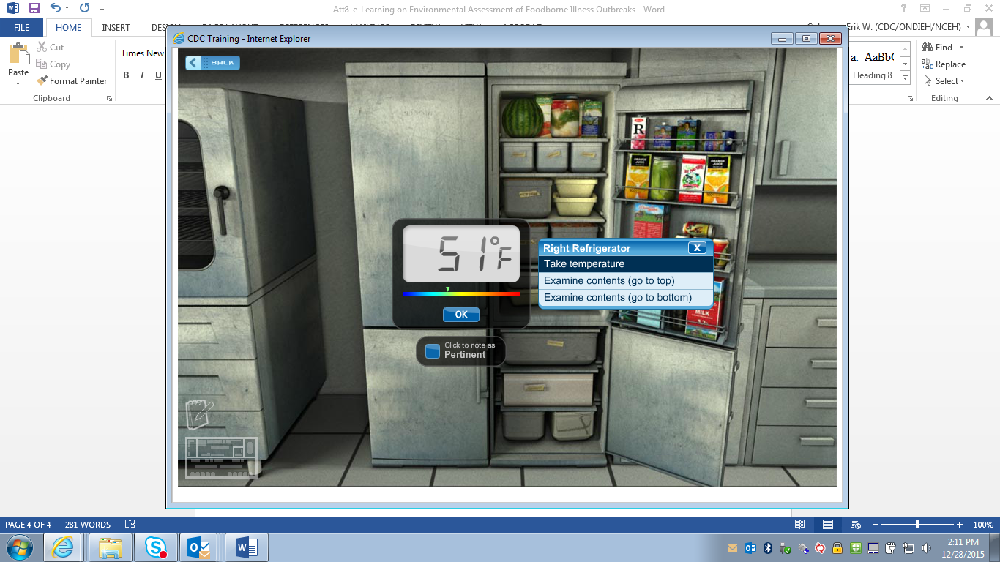 Att8-e-Learning on Environmental Assessment of Foodborne Illness Outbreaks - Word
FILE
HOME
INSERT
Erik W. (CDC/ONDIEH/NCEH)
Paste
Cut
Copy
Format Painter
Clipboard
Times New
B I U
a. AaBb
Heading 8
Find
Replace
Select
Editing
CDC Training - Internet Explorer
BACK
R
ORANGE JUICE
ORANGE JUICE
51°F
OK
Click to note as
Pertinent
Right Refrigerator
X
Take temperature
Examine contents (go to top)
Examine contents (go to bottom)
MILK
PAGE 4 OF 4
281 WORDS
100%
2:11 PM
12/28/2015